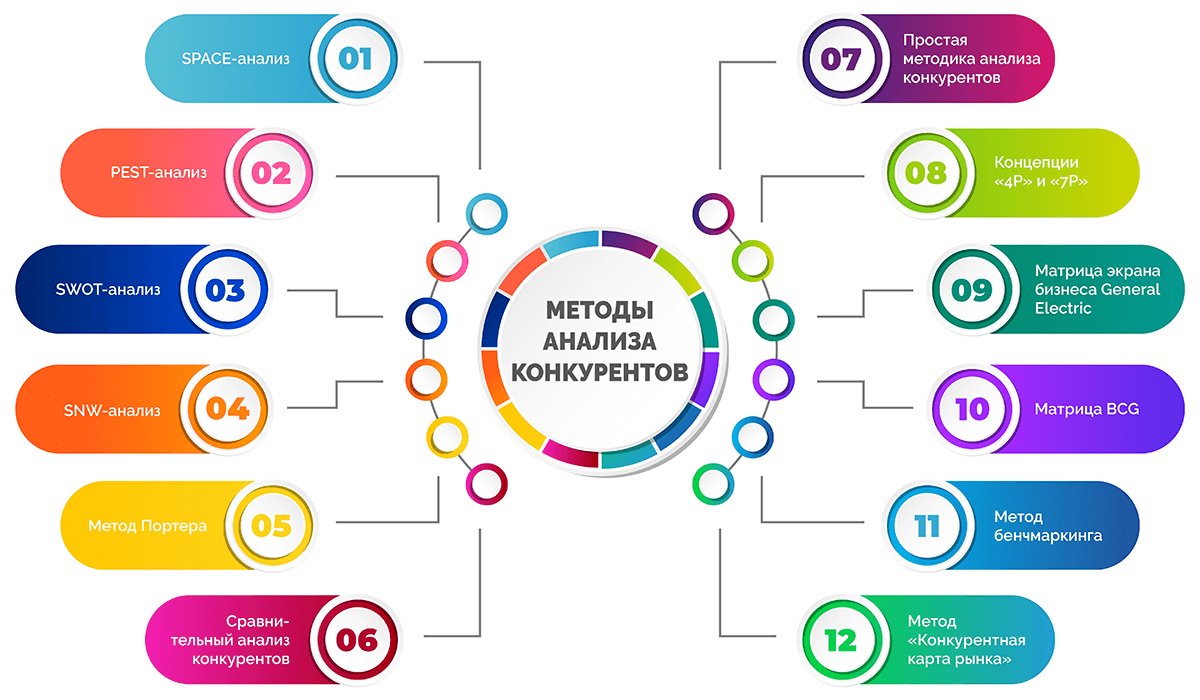 МЕТОДЫ
АНАЛИЗА
КОНКУРЕНТОВ
SPACE-анализ
01
PEST-анализ
02
SWOT-анализ
03
SNW-анализ
04
Метод Портера
05
Сравни-
тельный анализ
конкурентов
06
07
Простая
методика анализа
конкурентов
08
Концепции
«4P» и «7P»
09
Матрица экрана
бизнеса General
Electric
10
Матрица BCG
11
Метод
бенчмаркинга
12
Метод
«Конкурентная
карта рынка»